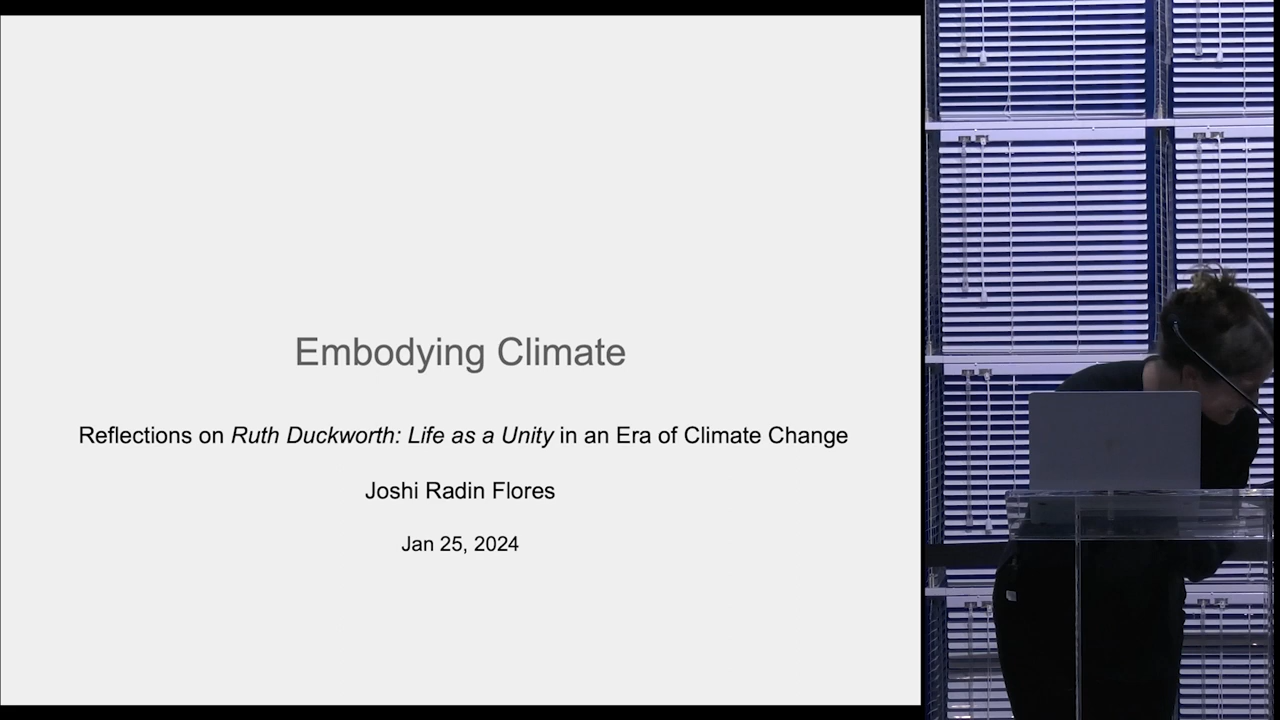 Embodying Climate
Reflections on Ruth Duckworth: Life as a Unity in an Era of Climate Change
Joshi Radin Flores
Jan 25, 2024